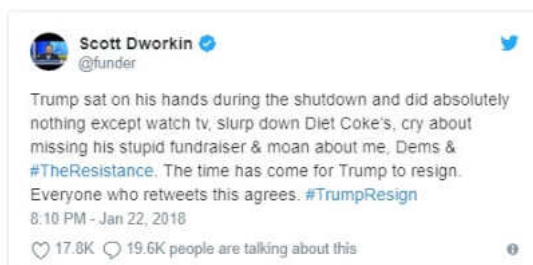 Scott Dworkin
@funder
Trump sat on his hands during the shutdown and did absolutely
nothing except watch tv, slurp down Diet Coke's, cry about
missing his stupid fundraiser & moan about me, Dems &
#TheResistance. The time has come for Trump to resign.
Everyone who retweets this agrees. #TrumpResign
8:10 PM - Jan 22, 2018
17.8K 19.6K people are talking about this